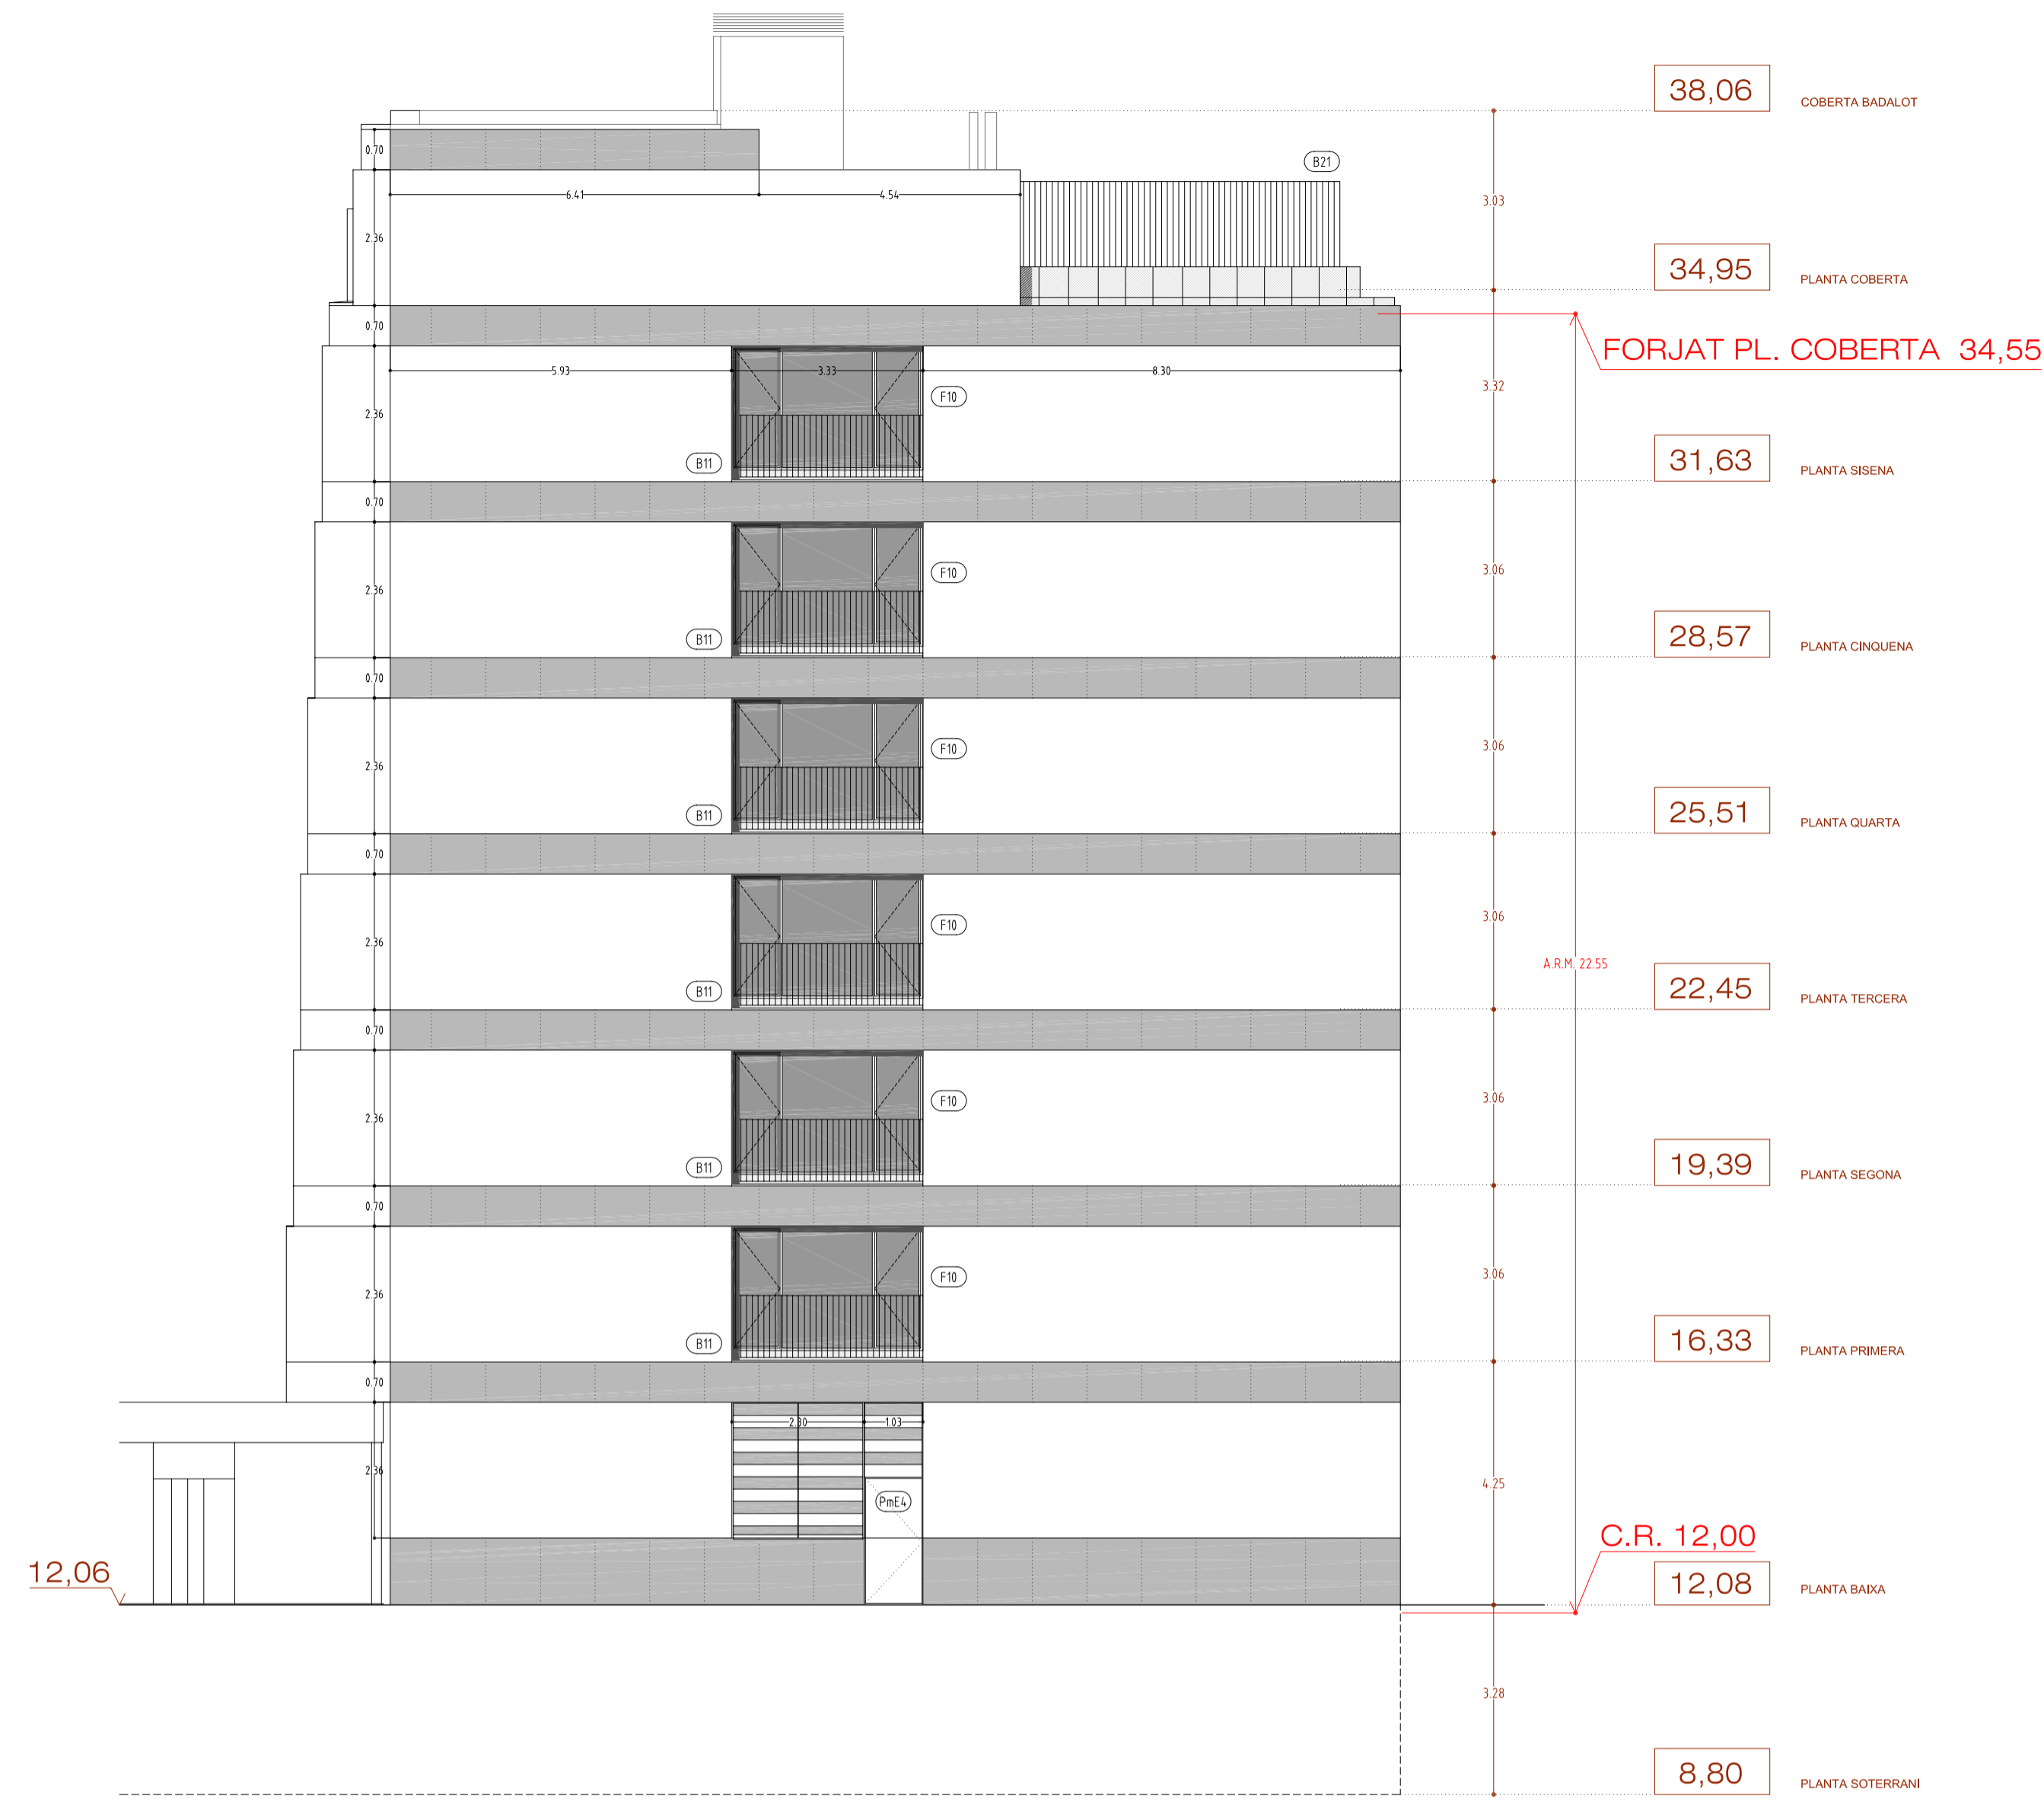 38,06 COBERTA BADALOT
0.70
B21
6.41 4.54
3.03
2.36
34,95 PLANTA COBERTA
0.70
FORJAT PL. COBERTA 34,55
5.93 3.33 8.30
3.32
F10
2.36
B11
31,63 PLANTA SISENA
0.70
F10
3.06
2.36
B11
28,57 PLANTA CINQUENA
0.70
F10
3.06
2.36
B11
25,51 PLANTA QUARTA
0.70
F10
3.06
2.36
A.R.M. 22.55
B11
22,45 PLANTA TERCERA
0.70
F10
3.06
2.36
B11
19,39 PLANTA SEGONA
0.70
F10
3.06
2.36
B11
16,33 PLANTA PRIMERA
0.70
2.30 1.03
2.36
4.25
PmE4
C.R. 12,00
12,06
12,08 PLANTA BAIXA
3.28
8,80 PLANTA SOTERRANI